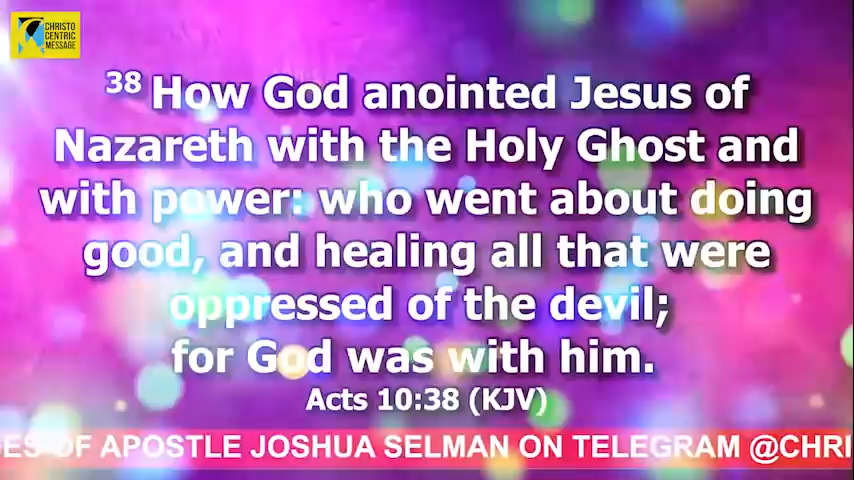 CHRISTO
CENTRIC
MESSAGE
38 How God anointed Jesus of
Nazareth with the Holy Ghost and
with power: who went about doing
good, and healing all that were
oppressed of the devil;
for God was with him.
Acts 10:38 (KJV)
OF APOSTLE JOSHUA SELMAN ON TELEGRAM